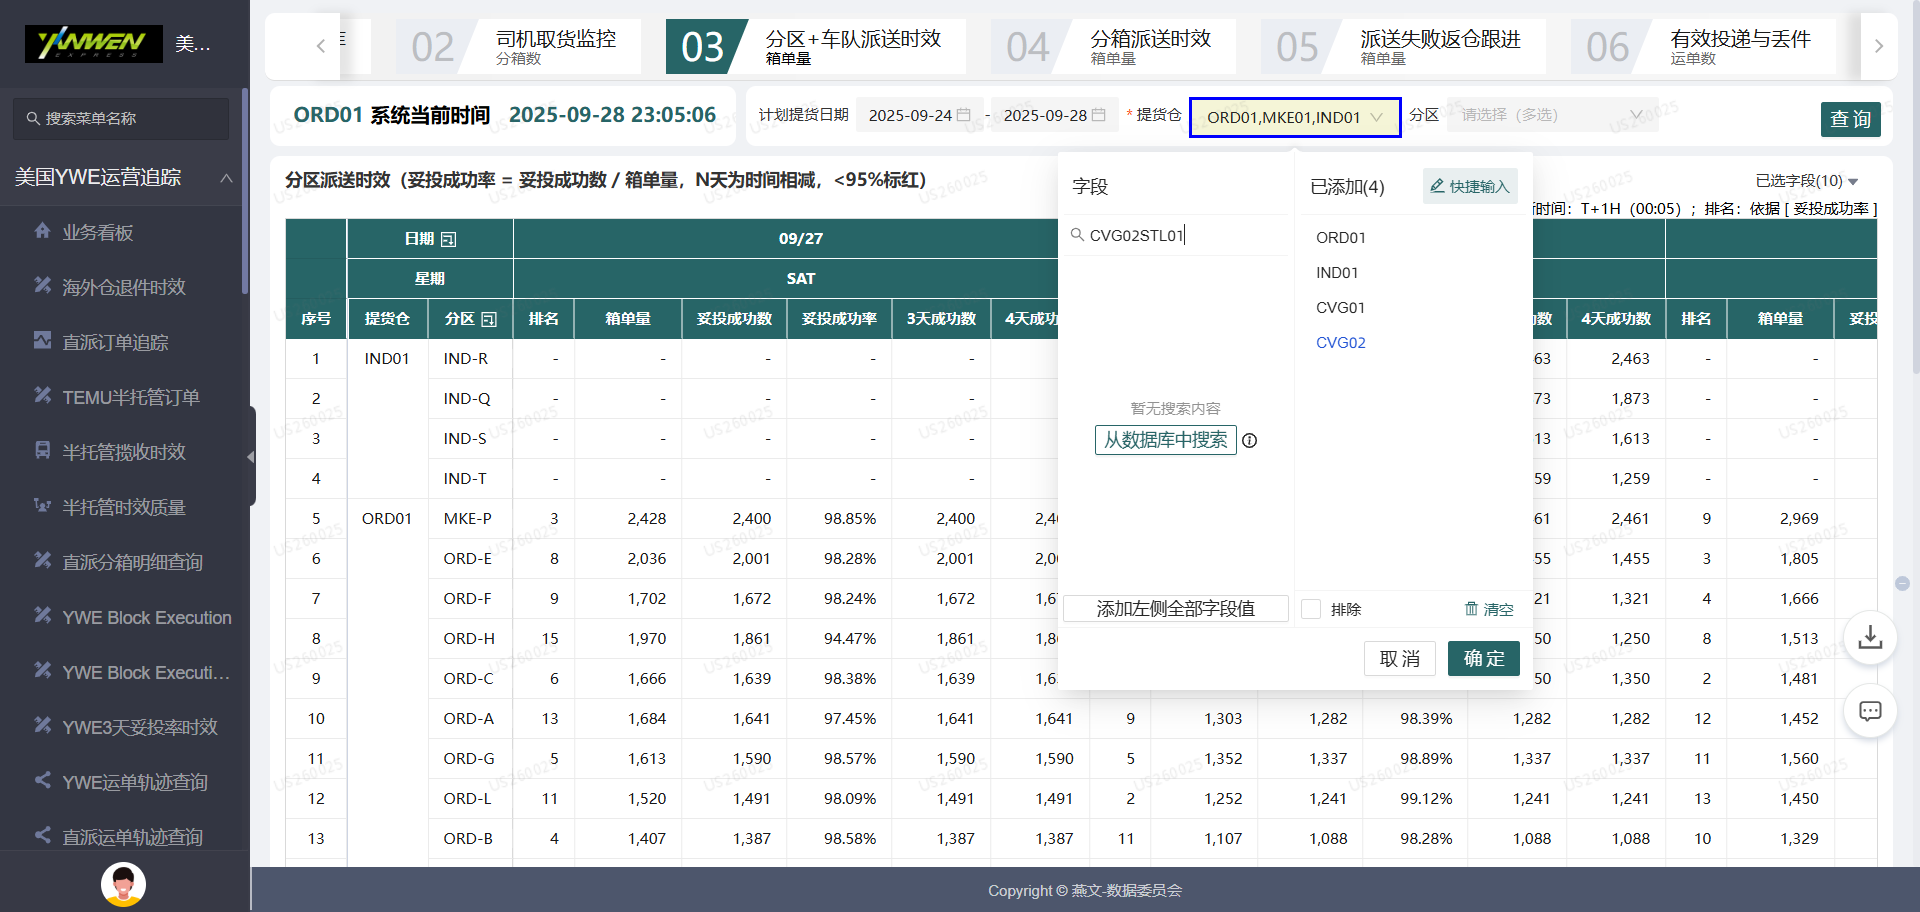 YANWEN
EXPRESS
美…
搜索菜单名称
美国YWE运营追踪
业务看板
海外仓退件时效
直派订单追踪
TEMU半托管订单
半托管揽收时效
半托管时效质量
直派分箱明细查询
YWE Block Execution
YWE Block Executi...
YWE3天妥投率时效
YWE运单轨迹查询
直派运单轨迹查询
02 司机取货监控
分箱数
03 分区+车队派送时效
箱单量
04 分箱派送时效
箱单量
05 派送失败返仓跟进
箱单量
06 有效投递与丢件
运单数
ORD01 系统当前时间 2025-09-28 23:05:06
计划提货日期 2025-09-24 - 2025-09-28 * 提货仓 ORD01,MKE01,IND01 分区 请选择（多选） 查询
分区派送时效（妥投成功率 = 妥投成功数 / 箱单量，N天为时间相减，<95%标红）
已选字段(10)
时间：T+1H（00:05）；排名：依据 [ 妥投成功率 ]
日期 09/27
星期 SAT
序号 提货仓 分区 排名 箱单量 妥投成功数 妥投成功率 3天成功数 4天成功 功数 4天成功数 排名 箱单量 妥投
1 IND01 IND-R - - - - - 63 2,463 - -
2 IND-Q - - - - - 73 1,873 - -
3 IND-S - - - - - 13 1,613 - -
4 IND-T - - - - - 59 1,259 - -
5 ORD01 MKE-P 3 2,428 2,400 98.85% 2,400 2,4 61 2,461 9 2,969
6 ORD-E 8 2,036 2,001 98.28% 2,001 2,0 55 1,455 3 1,805
7 ORD-F 9 1,702 1,672 98.24% 1,672 1,6 21 1,321 4 1,666
8 ORD-H 15 1,970 1,861 94.47% 1,861 1,8 50 1,250 8 1,513
9 ORD-C 6 1,666 1,639 98.38% 1,639 1,6 50 1,350 2 1,481
10 ORD-A 13 1,684 1,641 97.45% 1,641 1,641 9 1,303 1,282 98.39% 1,282 1,282 12 1,452
11 ORD-G 5 1,613 1,590 98.57% 1,590 1,590 5 1,352 1,337 98.89% 1,337 1,337 11 1,560
12 ORD-L 11 1,520 1,491 98.09% 1,491 1,491 2 1,252 1,241 99.12% 1,241 1,241 13 1,450
13 ORD-B 4 1,407 1,387 98.58% 1,387 1,387 11 1,107 1,088 98.28% 1,088 1,088 10 1,329
字段
CVG02STL01
暂无搜索内容
从数据库中搜索
添加左侧全部字段值
已添加(4) 快捷输入
ORD01
IND01
CVG01
CVG02
排除 清空
取消 确定
Copyright © 燕文-数据委员会
US260025